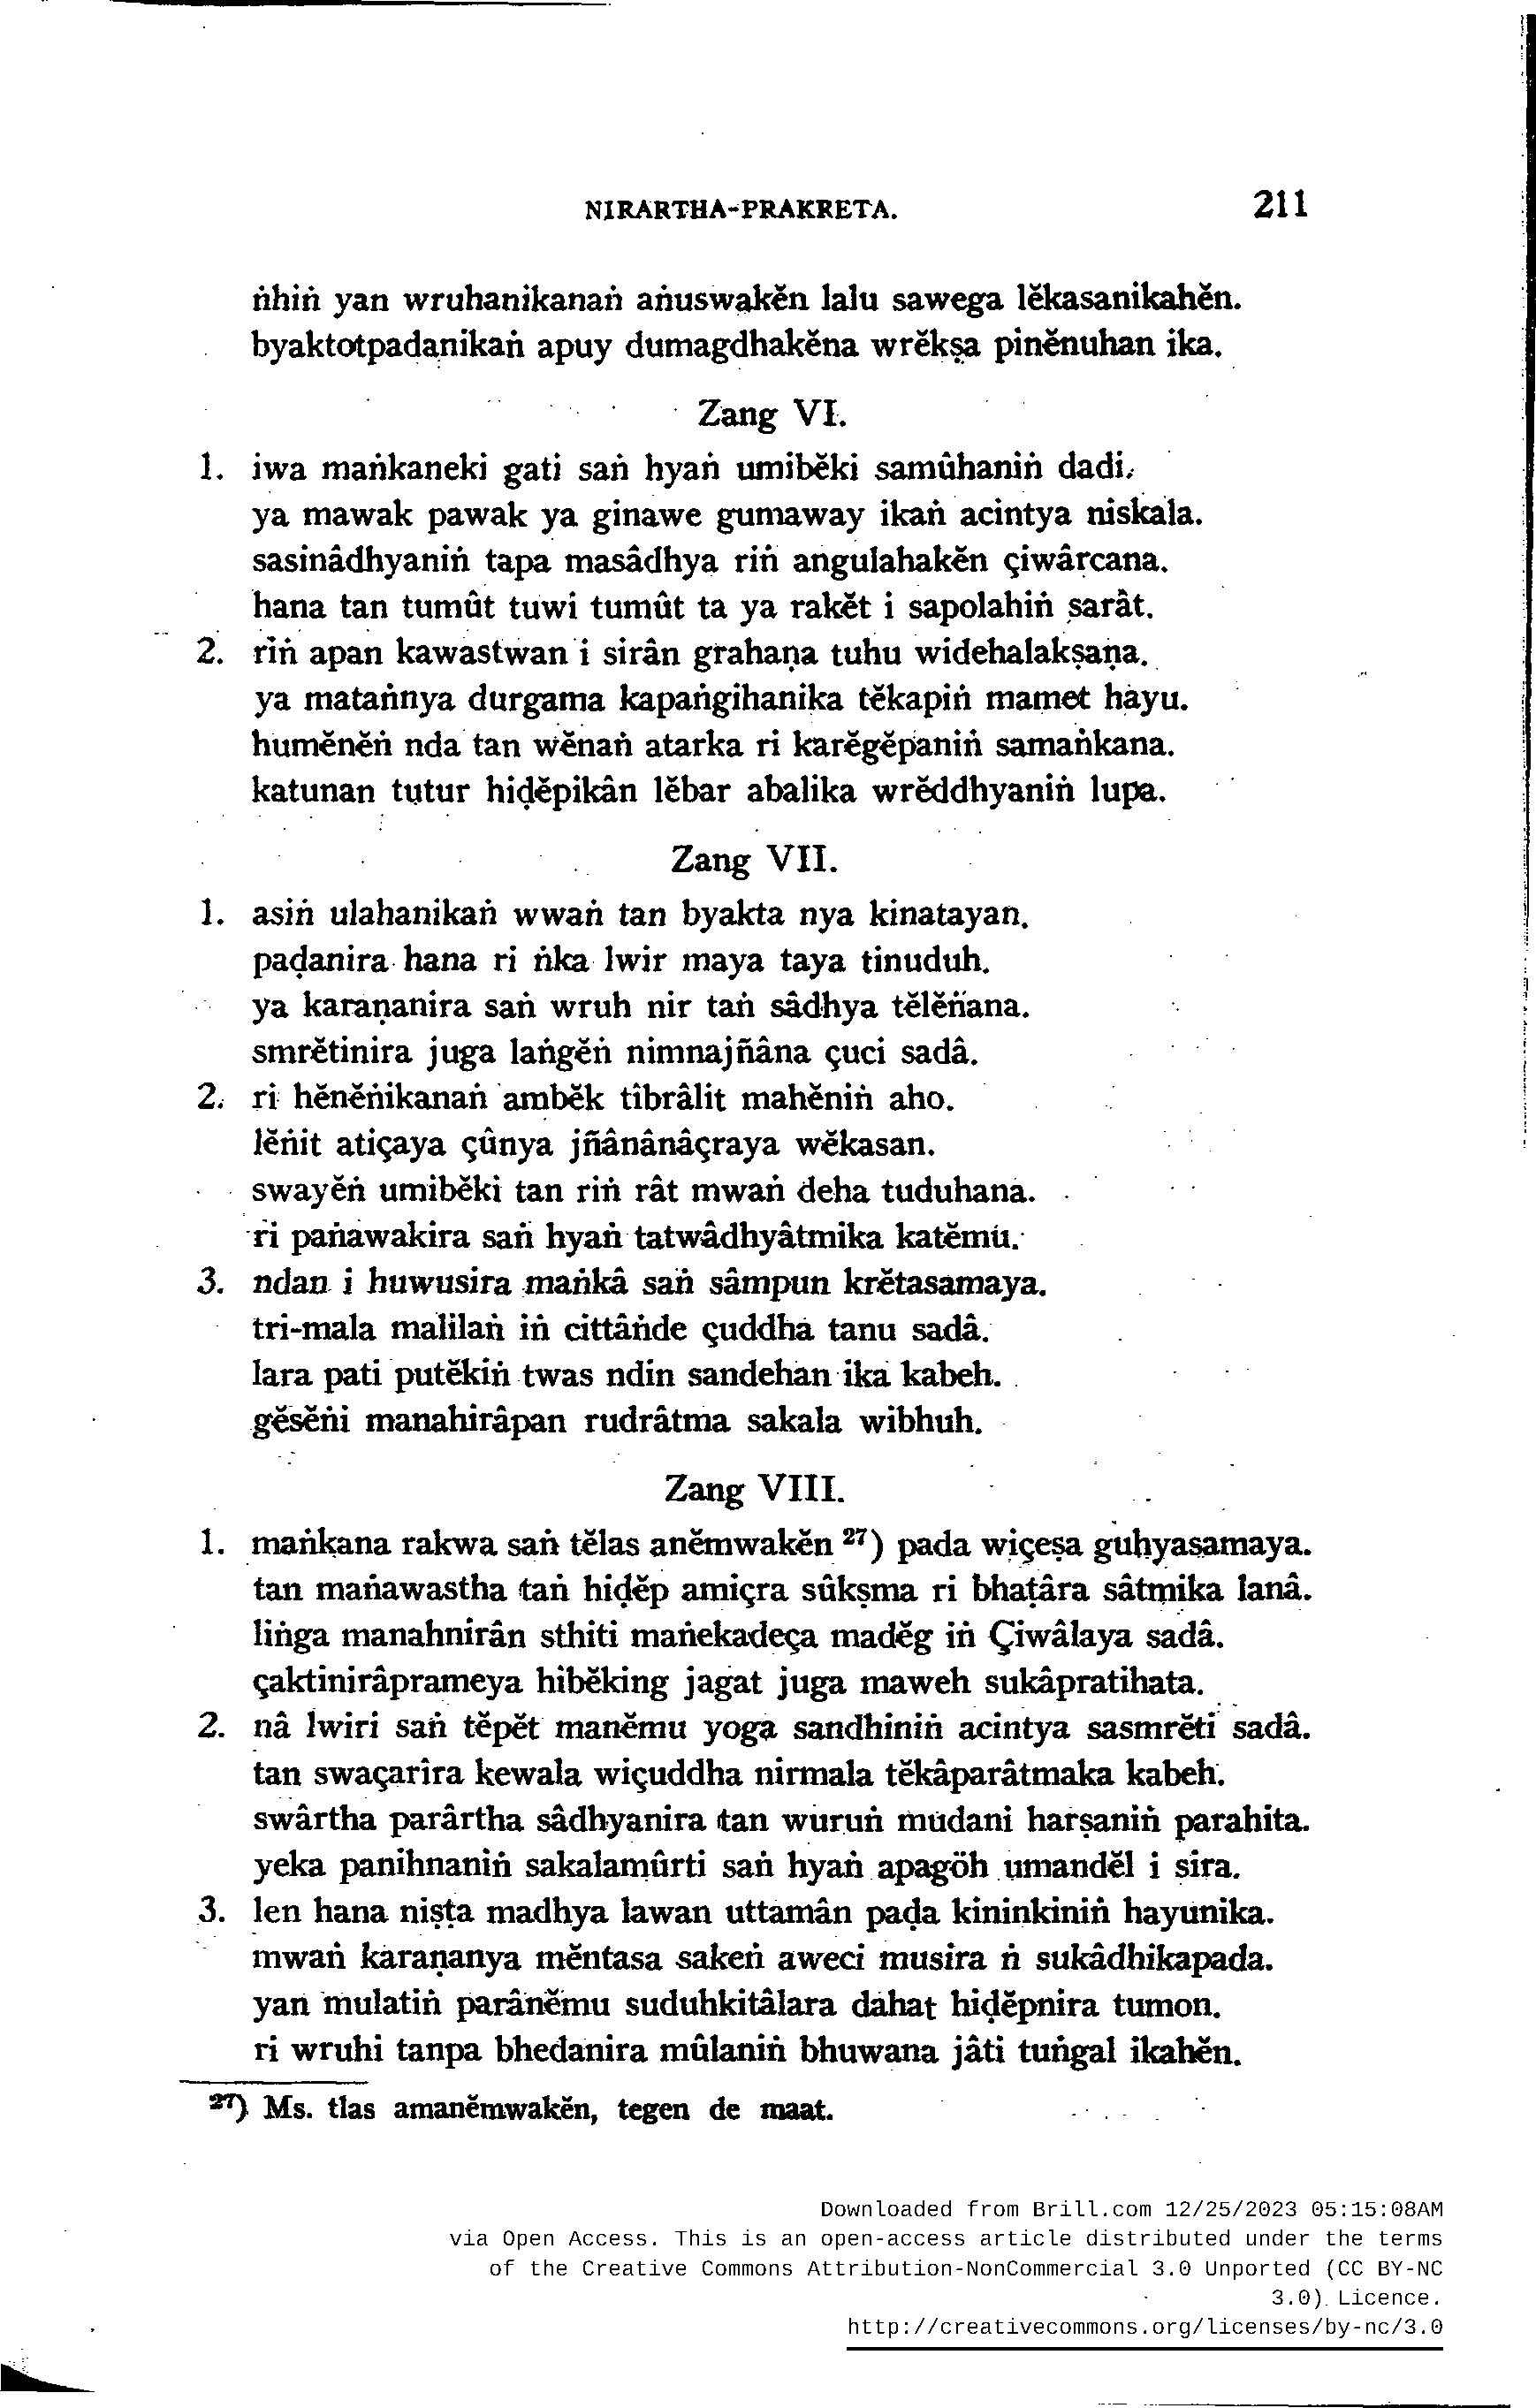 NIRARTHA-PRAKRETA. 211
ṅhiṅ yan wruhanikanaṅ aṅuswakĕn lalu sawega lĕkasanikahĕn.
byaktotpadanikaṅ apuy dumagdhakĕna wrĕkṣa pinĕnuhan ika.
Zang VI.
1. iwa maṅkaneki gati saṅ hyaṅ umibĕki samûhaniṅ dadi.
ya mawak pawak ya ginawe gumaway ikaṅ acintya niskala.
sasinâdhyaniṅ tapa masâdhya riṅ angulahakĕn çiwârcana.
hana tan tumût tuwi tumût ta ya rakĕt i sapolahiṅ sarât.
2. riṅ apan kawastwan i sirân grahaṇa tuhu widehalakṣaṇa.
ya mataṅnya durgama kapaṅgihanika tĕkapiṅ mamet hayu.
humĕnĕṅ nda tan wĕnaṅ atarka ri karĕgĕpaniṅ samaṅkana.
katunan tutur hiḍĕpikân lĕbar abalika wrĕddhyaniṅ lupa.
Zang VII.
1. asiṅ ulahanikaṅ wwaṅ tan byakta nya kinatayan.
paḍanira hana ri ṅka lwir maya taya tinuduh.
ya karaṇanira saṅ wruh nir taṅ sâdhya tĕlĕṅana.
smrĕtinira juga laṅgĕṅ nimnajñâna çuci sadâ.
2. ri hĕnĕṅikanaṅ ambĕk tîbrâlit mahĕniṅ aho.
lĕṅit atiçaya çûnya jñânânâçraya wĕkasan.
swayĕṅ umibĕki tan riṅ rât mwaṅ deha tuduhana.
ri paṅawakira saṅ hyaṅ tatwâdhyâtmika katĕmu.
3. ndan i huwusira maṅkâ saṅ sâmpun krĕtasamaya.
tri-mala malilaṅ iṅ cittâṅde çuddha tanu sadâ.
lara pati putĕkiṅ twas ndin sandehan ika kabeh.
gĕsĕṅi manahirâpan rudrâtma sakala wibhuh.
Zang VIII.
1. maṅkana rakwa saṅ tĕlas anĕmwakĕn ²⁷) pada wiçeṣa guhyasamaya.
tan maṅawastha taṅ hiḍĕp amiçra sûkṣma ri bhaṭâra sâtmika lanâ.
liṅga manahnirân sthiti maṅekadeça madĕg iṅ Çiwâlaya sadâ.
çaktinirâprameya hibĕking jagat juga maweh sukâpratihata.
2. nâ lwiri saṅ tĕpĕt manĕmu yoga sandhiniṅ acintya sasmrĕti sadâ.
tan swaçarîra kewala wiçuddha nirmala tĕkâparâtmaka kabeh.
swârtha parârtha sâdhyanira tan wuruṅ mudani harṣaniṅ parahita.
yeka panihnaniṅ sakalamûrti saṅ hyaṅ apagöh umandĕl i sira.
3. len hana niṣṭa madhya lawan uttamân paḍa kininkiniṅ hayunika.
mwaṅ karaṇanya mĕntasa sakeṅ aweci musira ṅ sukâdhikapada.
yan mulatiṅ parânĕmu suduhkitâlara dahat hiḍĕpnira tumon.
ri wruhi tanpa bhedanira mûlaniṅ bhuwana jâti tuṅgal ikahĕn.
²⁷) Ms. tlas amanĕmwakĕn, tegen de maat.
Downloaded from Brill.com 12/25/2023 05:15:08AM
via Open Access. This is an open-access article distributed under the terms
of the Creative Commons Attribution-NonCommercial 3.0 Unported (CC BY-NC
3.0) Licence.
http://creativecommons.org/licenses/by-nc/3.0